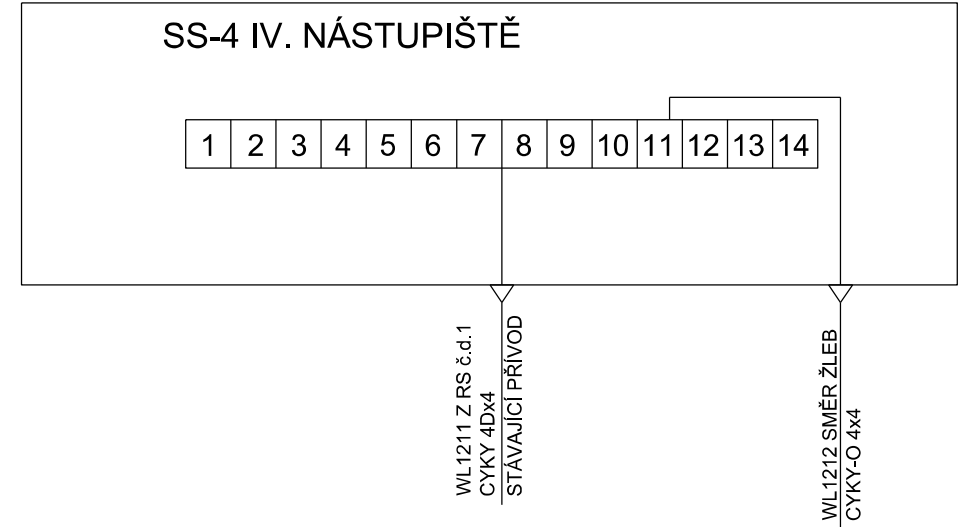 SS-4 IV. NÁSTUPIŠTĚ
1 2 3 4 5 6 7 8 9 10 11 12 13 14
WL1211 Z RS č.d.1
CYKY 4Dx4
STÁVAJÍCÍ PŘÍVOD
WL1212 SMĚR ŽLEB
CYKY-O 4x4